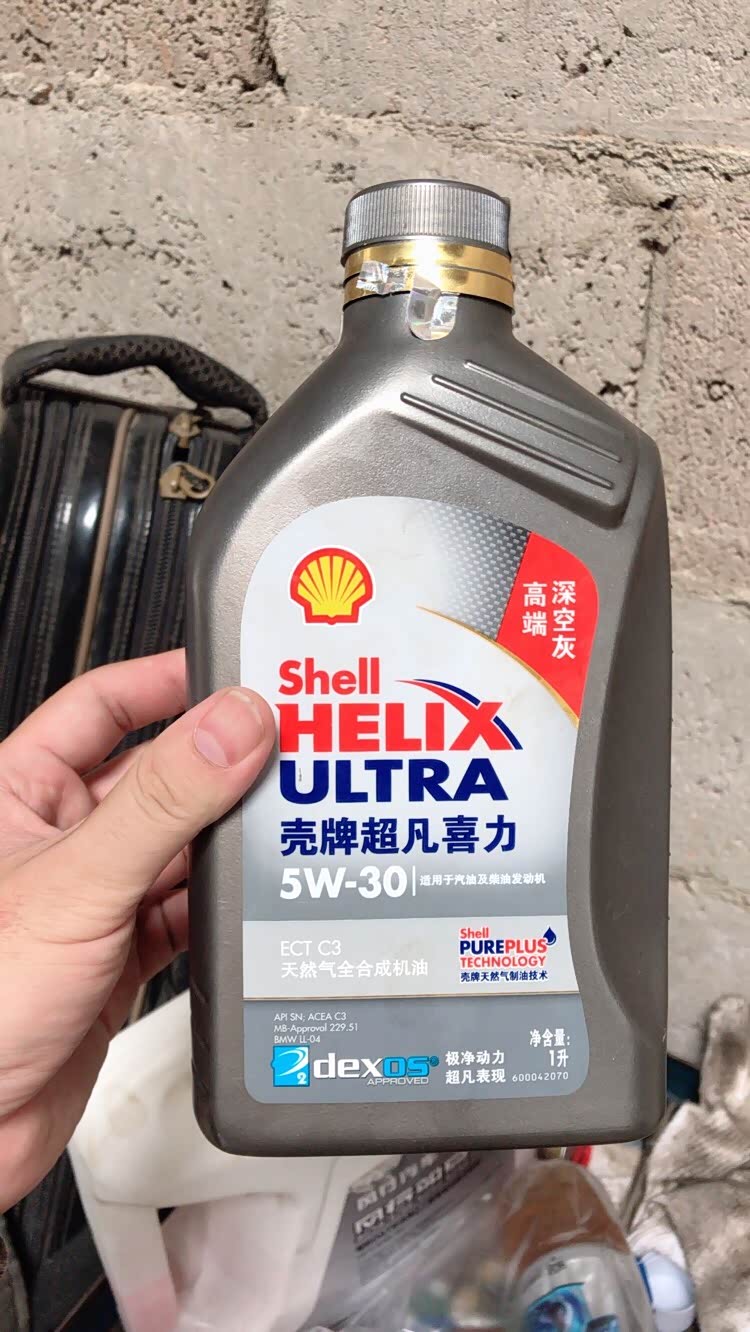 高端
深空灰
Shell
HELIX
ULTRA
壳牌超凡喜力
5W-30 适用于汽油及柴油发动机
ECT C3
天然气全合成机油
Shell
PUREPLUS
TECHNOLOGY
壳牌天然气制油技术
API SN; ACEA C3
MB-Approval 229.51
BMW LL-04
2 dexos®
APPROVED
极净动力
超凡表现
净含量:
1升
600042070